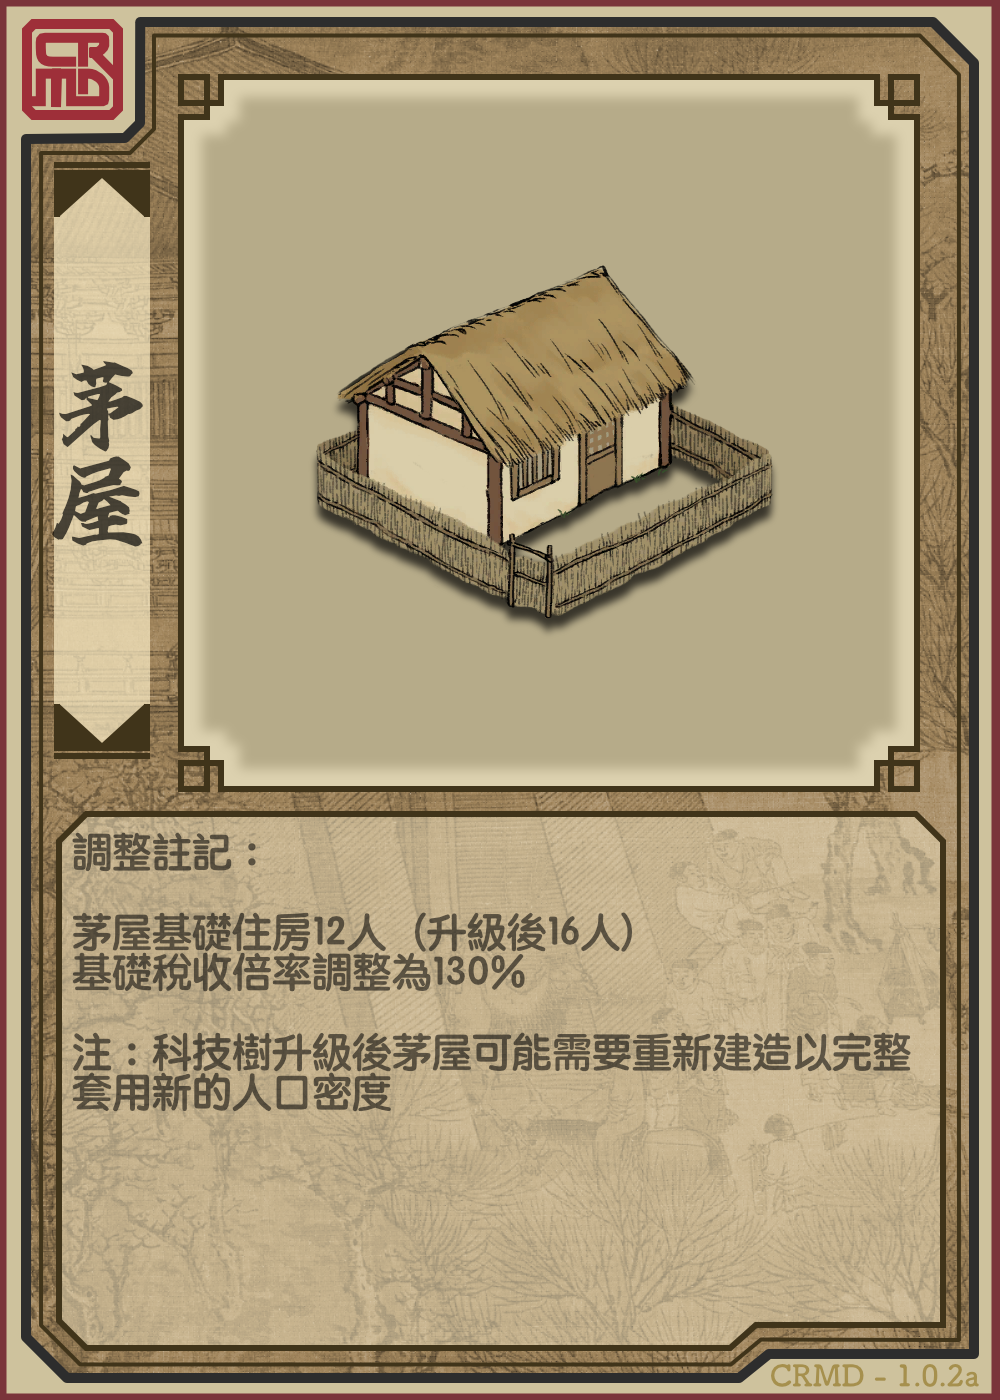 CRMD
茅屋
調整註記：
茅屋基礎住房12人（升級後16人）
基礎稅收倍率調整為130%
注：科技樹升級後茅屋可能需要重新建造以完整
套用新的人口密度
CRMD - 1.0.2a